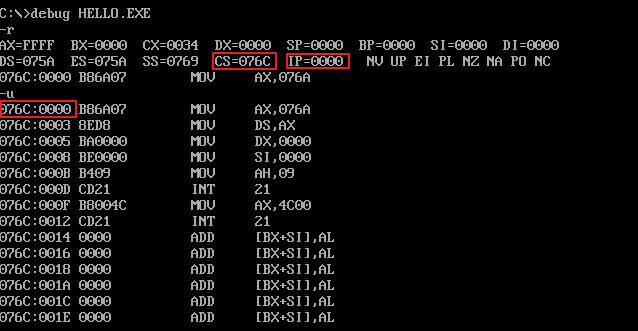 C:\>debug HELLO.EXE
-r
AX=FFFF BX=0000 CX=0034 DX=0000 SP=0000 BP=0000 SI=0000 DI=0000
DS=075A ES=075A SS=0769 CS=076C IP=0000 NV UP EI PL NZ NA PO NC
076C:0000 B86A07 MOV AX,076A
-u
076C:0000 B86A07 MOV AX,076A
076C:0003 8ED8 MOV DS,AX
076C:0005 BA0000 MOV DX,0000
076C:0008 BE0000 MOV SI,0000
076C:000B B409 MOV AH,09
076C:000D CD21 INT 21
076C:000F B8004C MOV AX,4C00
076C:0012 CD21 INT 21
076C:0014 0000 ADD [BX+SI],AL
076C:0016 0000 ADD [BX+SI],AL
076C:0018 0000 ADD [BX+SI],AL
076C:001A 0000 ADD [BX+SI],AL
076C:001C 0000 ADD [BX+SI],AL
076C:001E 0000 ADD [BX+SI],AL